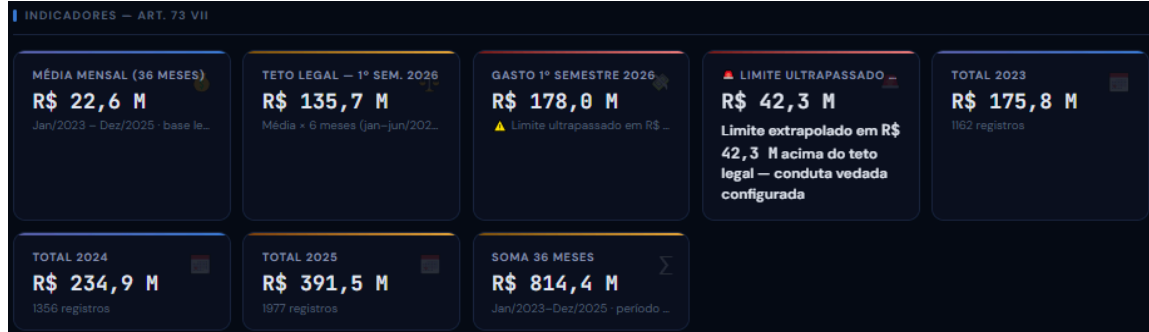 INDICADORES — ART. 73 VII
MÉDIA MENSAL (36 MESES)
R$ 22,6 M
Jan/2023 – Dez/2025 · base le…
TETO LEGAL — 1º SEM. 2026
R$ 135,7 M
Média × 6 meses (jan–jun/202…
GASTO 1º SEMESTRE 2026
R$ 178,0 M
⚠ Limite ultrapassado em R$ …
🚨 LIMITE ULTRAPASSADO …
R$ 42,3 M
Limite extrapolado em R$
42,3 M acima do teto
legal — conduta vedada
configurada
TOTAL 2023
R$ 175,8 M
1162 registros
TOTAL 2024
R$ 234,9 M
1356 registros
TOTAL 2025
R$ 391,5 M
1977 registros
SOMA 36 MESES
R$ 814,4 M
Jan/2023–Dez/2025 · período …